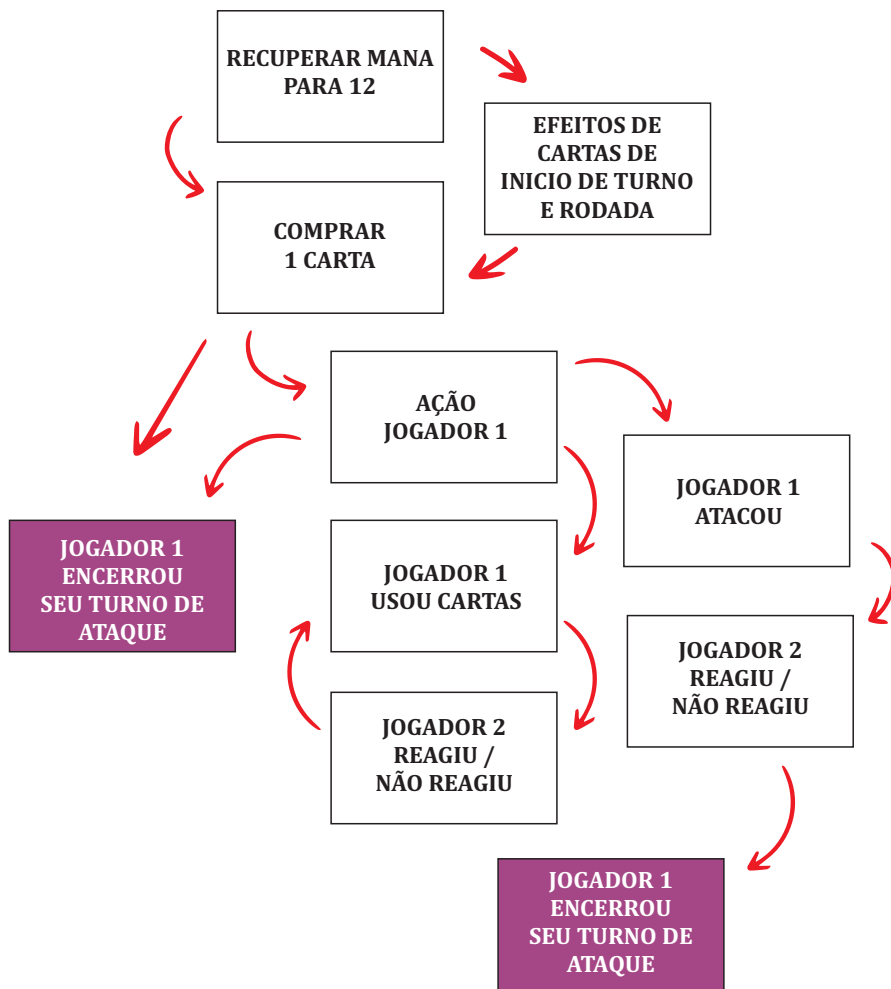 RECUPERAR MANA
PARA 12
EFEITOS DE
CARTAS DE
INICIO DE TURNO
E RODADA
COMPRAR
1 CARTA
AÇÃO
JOGADOR 1
JOGADOR 1
ATACOU
JOGADOR 1
ENCERROU
SEU TURNO DE
ATAQUE
JOGADOR 1
USOU CARTAS
JOGADOR 2
REAGIU /
NÃO REAGIU
JOGADOR 2
REAGIU /
NÃO REAGIU
JOGADOR 1
ENCERROU
SEU TURNO DE
ATAQUE